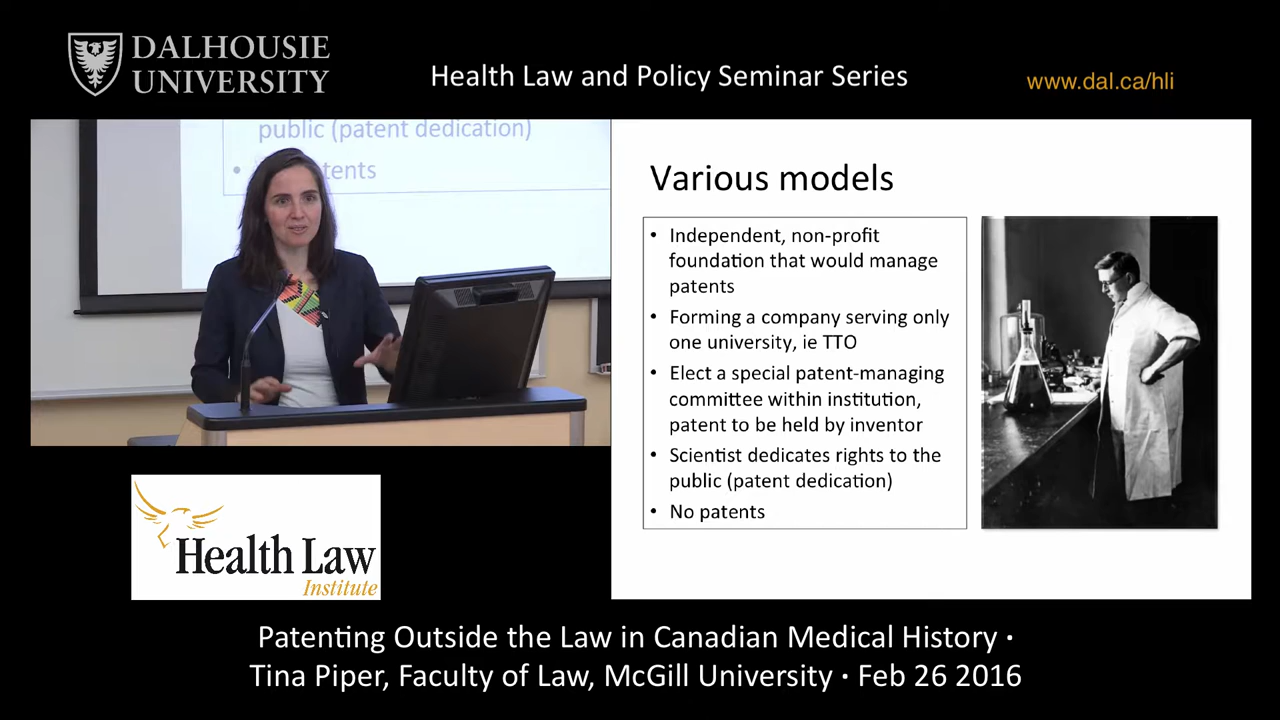 DALHOUSIE
UNIVERSITY
Health Law and Policy Seminar Series
www.dal.ca/hli
public (patent dedication)
• tents
Various models
• Independent, non-profit
foundation that would manage
patents
• Forming a company serving only
one university, ie TTO
• Elect a special patent-managing
committee within institution,
patent to be held by inventor
• Scientist dedicates rights to the
public (patent dedication)
• No patents
Health Law
Institute
Patenting Outside the Law in Canadian Medical History ·
Tina Piper, Faculty of Law, McGill University · Feb 26 2016